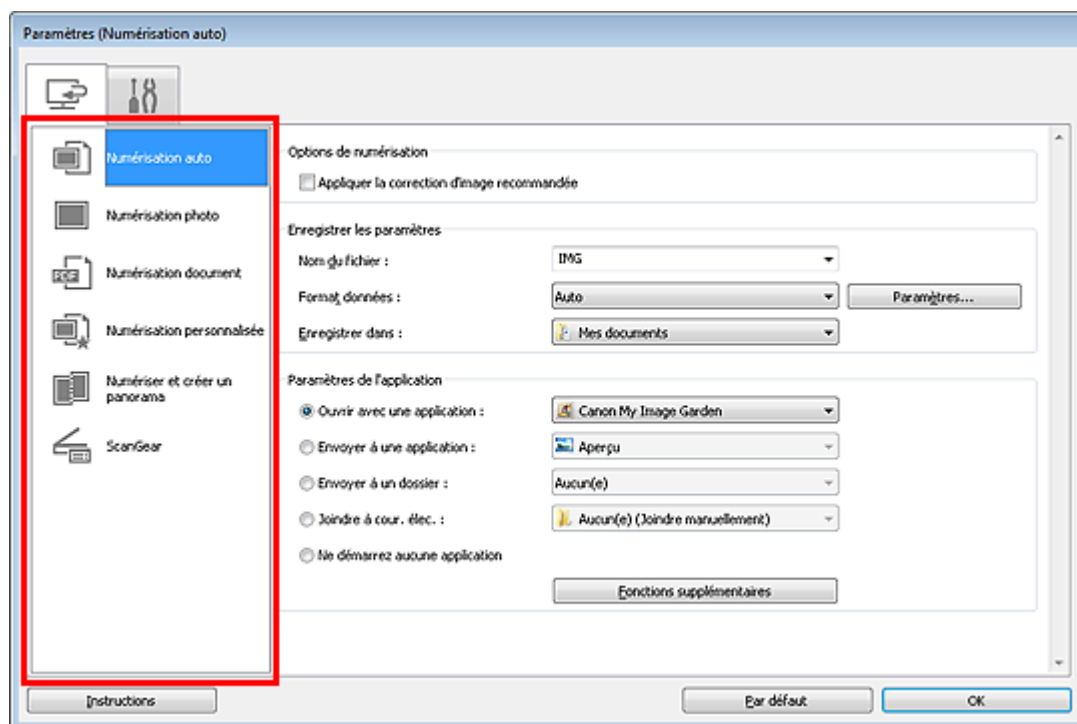 Paramètres (Numérisation auto)
Numérisation auto
Numérisation photo
PDF
Numérisation document
Numérisation personnalisée
Numériser et créer un
panorama
ScanGear
Options de numérisation
Appliquer la correction d'image recommandée
Enregistrer les paramètres
Nom du fichier :
IMG
Format données :
Auto
Paramètres...
Enregistrer dans :
Mes documents
Paramètres de l'application
Ouvrir avec une application :
Canon My Image Garden
Envoyer à une application :
Aperçu
Envoyer à un dossier :
Aucun(e)
Joindre à cour. élec. :
Aucun(e) (Joindre manuellement)
Ne démarrez aucune application
Fonctions supplémentaires
Instructions
Par défaut
OK